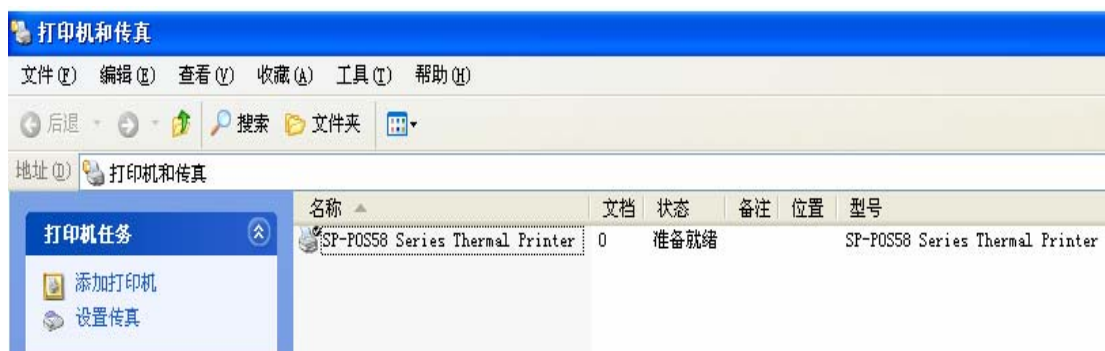 打印机和传真
文件(F) 编辑(E) 查看(V) 收藏(A) 工具(T) 帮助(H)
后退 搜索 文件夹
地址(D) 打印机和传真
名称 文档 状态 备注 位置 型号
打印机任务
SP-POS58 Series Thermal Printer 0 准备就绪 SP-POS58 Series Thermal Printer
添加打印机
设置传真